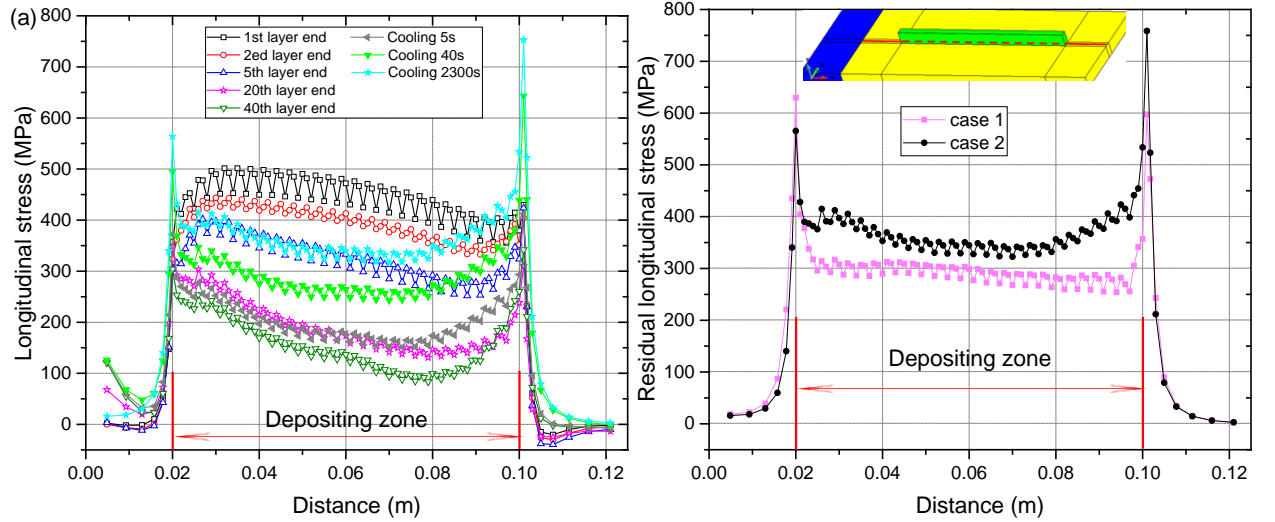 (a)
800
700
600
500
400
300
200
100
0
Longitudinal stress (MPa)
1st layer end
2ed layer end
5th layer end
20th layer end
40th layer end
Cooling 5s
Cooling 40s
Cooling 2300s
Depositing zone
0.00 0.02 0.04 0.06 0.08 0.10 0.12
Distance (m)
800
700
600
500
400
300
200
100
0
Residual longitudinal stress (MPa)
case 1
case 2
Depositing zone
0.00 0.02 0.04 0.06 0.08 0.10 0.12
Distance (m)